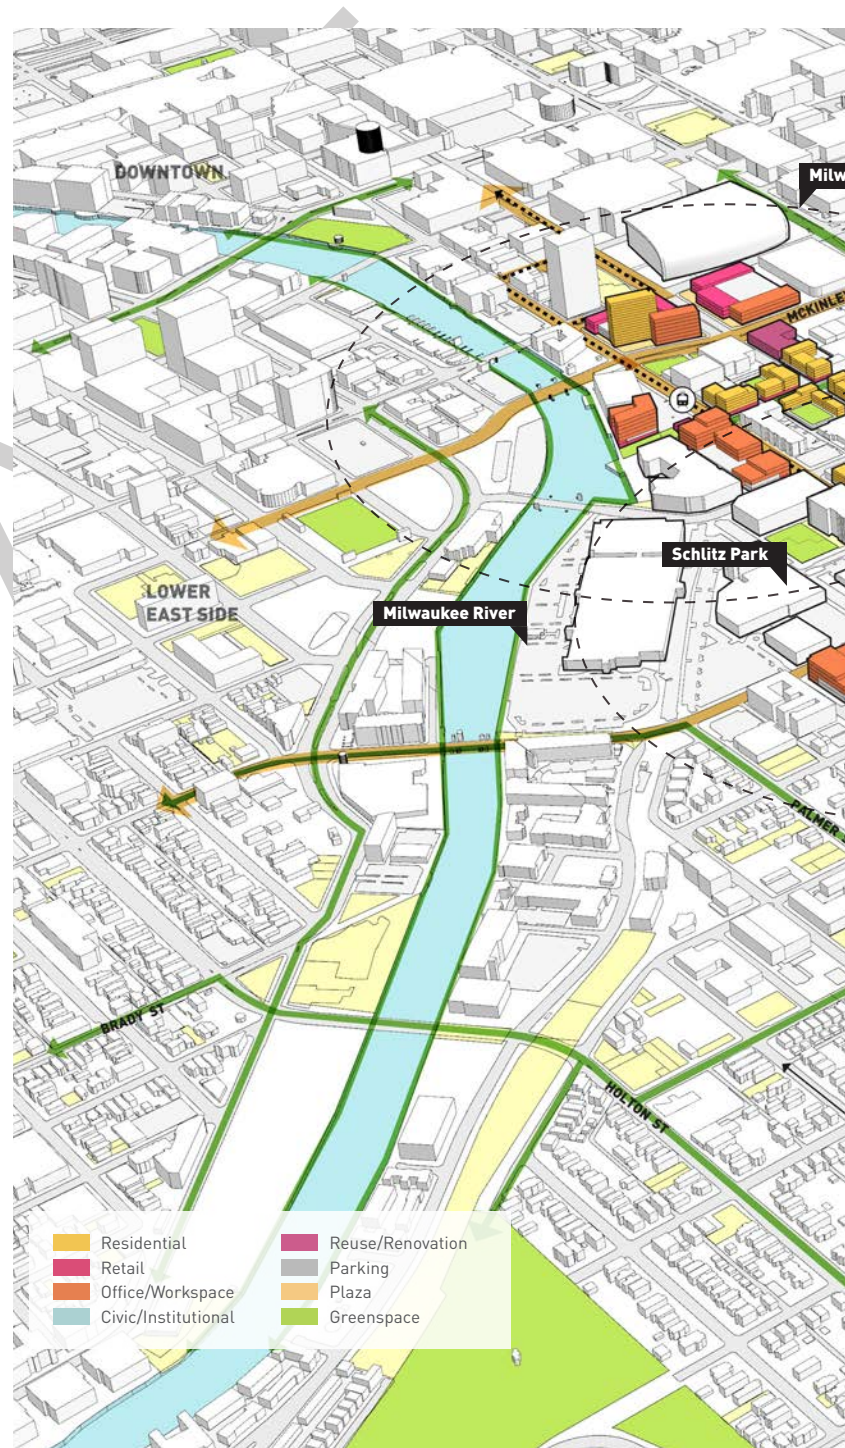 DOWNTOWN
Milw
MCKINLEY
Schlitz Park
LOWER
EAST SIDE
Milwaukee River
PALMER
BRADY ST
HOLTON ST
Residential
Retail
Office/Workspace
Civic/Institutional
Reuse/Renovation
Parking
Plaza
Greenspace